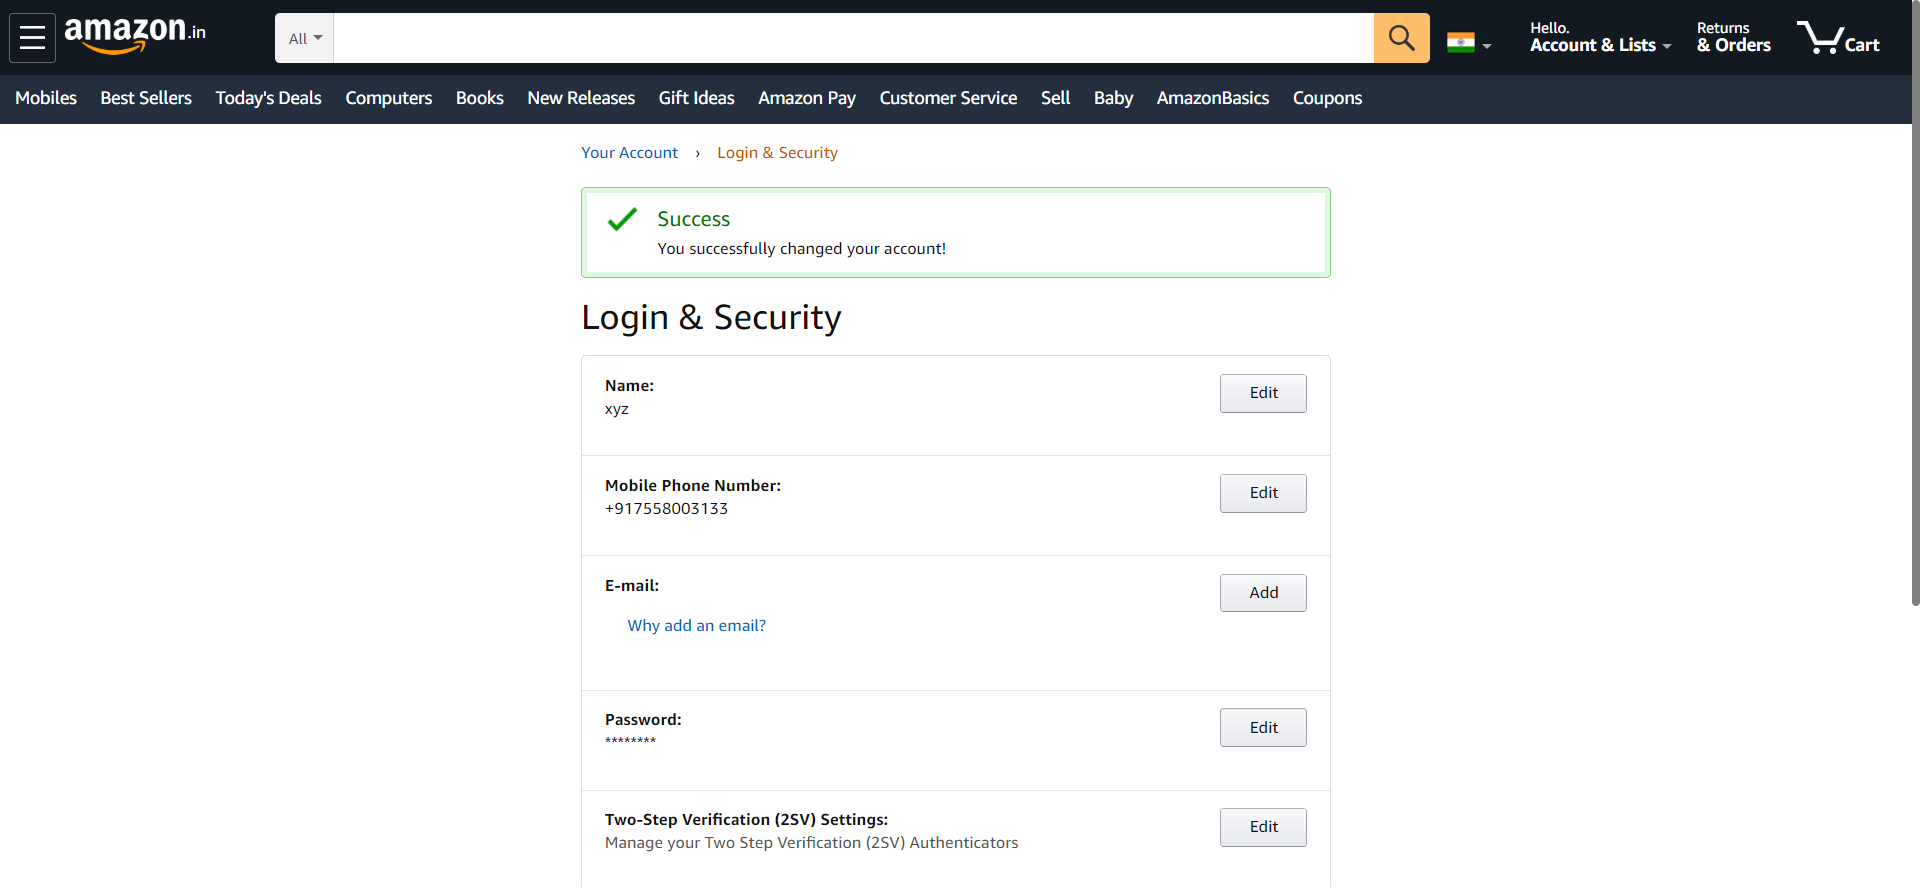 amazon.in
All
Hello.
Account & Lists
Returns
& Orders
Cart
Mobiles Best Sellers Today's Deals Computers Books New Releases Gift Ideas Amazon Pay Customer Service Sell Baby AmazonBasics Coupons
Your Account › Login & Security
Success
You successfully changed your account!
Login & Security
Name:
xyz
Edit
Mobile Phone Number:
+917558003133
Edit
E-mail:
Add
Why add an email?
Password:
********
Edit
Two-Step Verification (2SV) Settings:
Manage your Two Step Verification (2SV) Authenticators
Edit